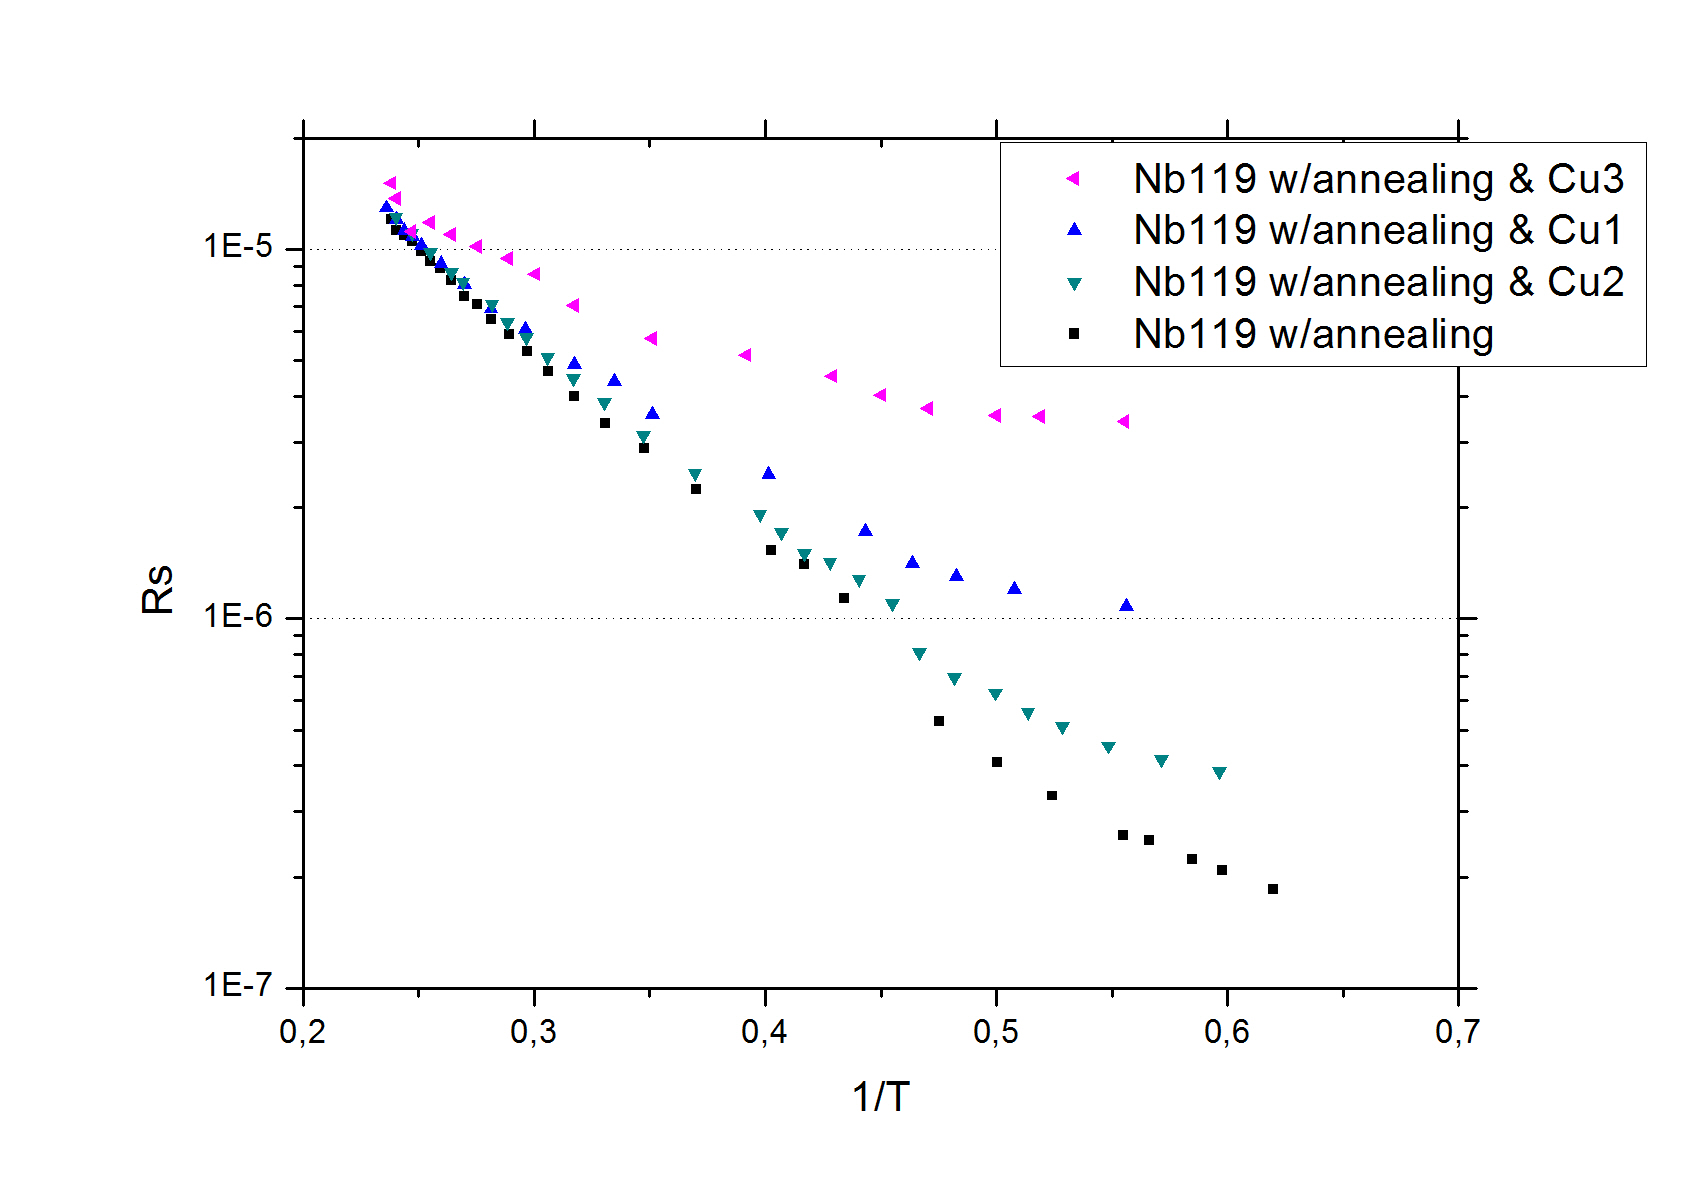 Nb119 w/annealing & Cu3
Nb119 w/annealing & Cu1
Nb119 w/annealing & Cu2
Nb119 w/annealing
1E-5
1E-6
1E-7
Rs
0,2 0,3 0,4 0,5 0,6 0,7
1/T